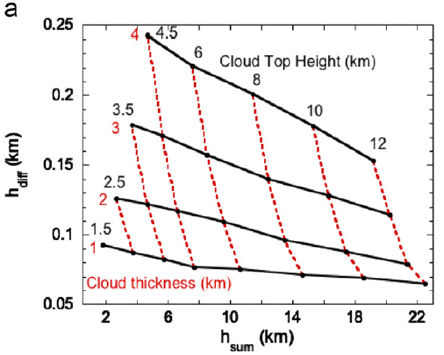 a
0.25
4 4.5
6
Cloud Top Height (km)
8
0.2
10
3.5
3
12
0.15
2.5
2
0.1
1.5
1
Cloud thickness (km)
0.05
2 6 10 14 18 22
h_diff (km)
h_sum (km)